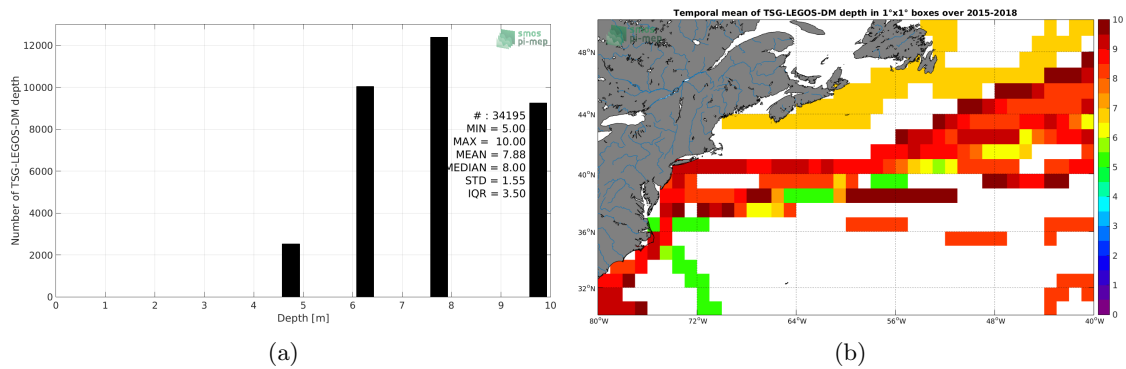 12000
10000
8000
6000
4000
2000
0
Number of TSG-LEGOS-DM depth
smos
pi-mep
# : 34195
MIN = 5.00
MAX = 10.00
MEAN = 7.88
MEDIAN = 8.00
STD = 1.55
IQR = 3.50
0 1 2 3 4 5 6 7 8 9 10
Depth [m]
(a)
Temporal mean of TSG-LEGOS-DM depth in 1°x1° boxes over 2015-2018
smos
pi-mep
48°N
44°N
40°N
36°N
32°N
80°W 72°W 64°W 56°W 48°W 40°W
10
9
8
7
6
5
4
3
2
1
0
(b)